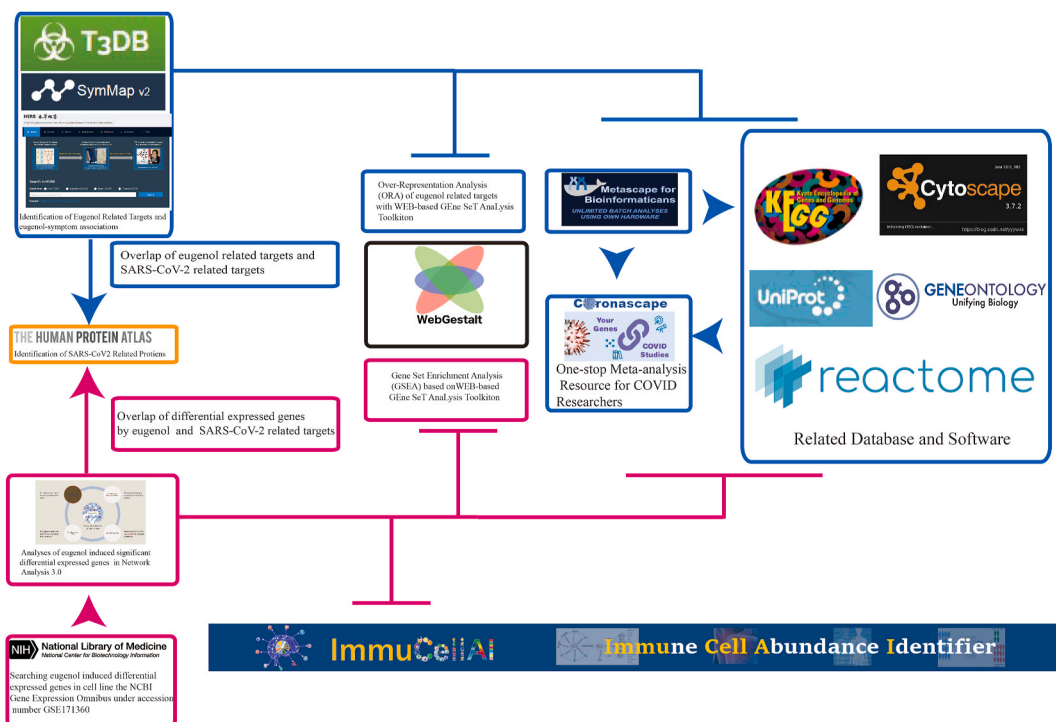 T3DB
SymMap v2
HERB
Identification of Eugenol Related Targets and
eugenol-symptom associations
Overlap of eugenol related targets and
SARS-CoV-2 related targets
THE HUMAN PROTEIN ATLAS
Identification of SARS-CoV2 Related Protiens
Overlap of differential expressed genes
by eugenol and SARS-CoV-2 related targets
Analyses of eugenol induced significant
differential expressed genes in Network
Analysis 3.0
NIH National Library of Medicine
National Center for Biotechnology Information
Searching eugenol induced differential
expressed genes in cell line the NCBI
Gene Expression Omnibus under accession
number GSE171360
Over-Representation Analysis
(ORA) of eugenol related targets
with WEB-based GEne SeT AnaLysis
Toolkiton
WebGestalt
Gene Set Enrichment Analysis
(GSEA) based onWEB-based
GEne SeT AnaLysis Toolkiton
Metascape for
Bioinformaticans
UNLIMITED BATCH ANALYSES
USING OWN HARDWARE
Coronascape
Your
Genes
COVID
Studies
One-stop Meta-analysis
Resource for COVID
Researchers
Kyoto Encyclopedia
of Genes and Genomes
KEGG
Cytoscape
3.7.2
https://blog.csdn.net/yyywxk
UniProt
GENEONTOLOGY
Unifying Biology
reactome
Related Database and Software
ImmuCellAI
Immune Cell Abundance Identifier